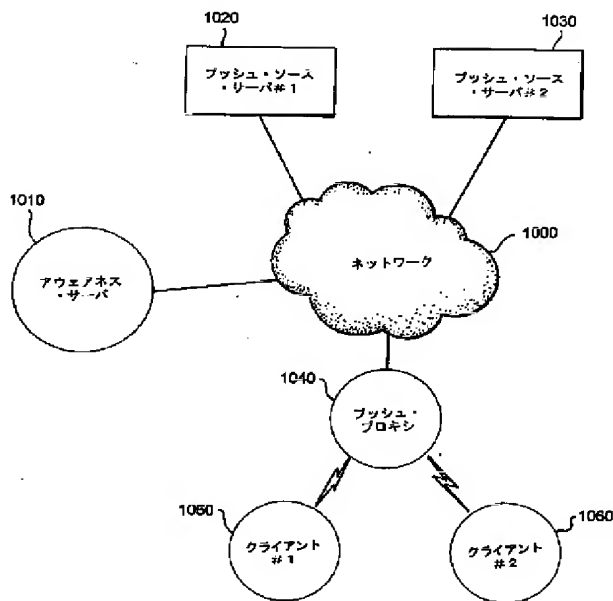 1020
プッシュ・ソース
・サーバ#1
1030
プッシュ・ソース
・サーバ#2
1010
アウェアネス
・サーバ
1000
ネットワーク
1040
プッシュ・
プロキシ
1050
クライアント
#1
1060
クライアント
#2